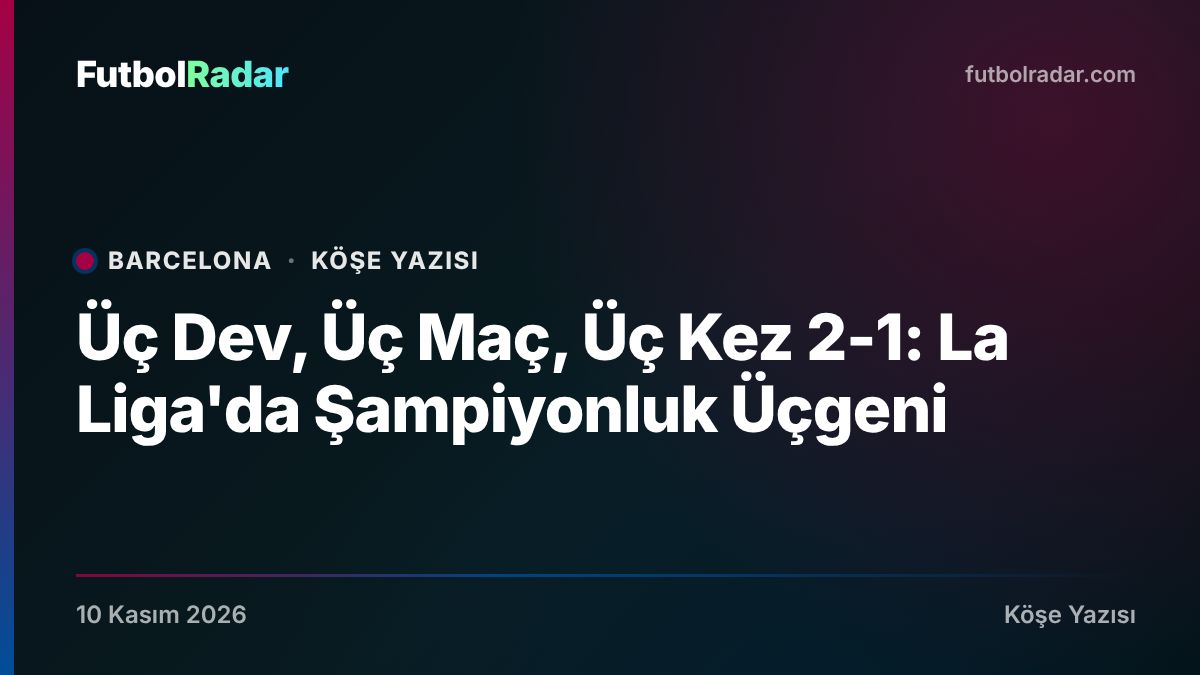 FutbolRadar
futbolradar.com
BARCELONA · KÖŞE YAZISI
Üç Dev, Üç Maç, Üç Kez 2-1: La
Liga'da Şampiyonluk Üçgeni
10 Kasım 2026
Köşe Yazısı